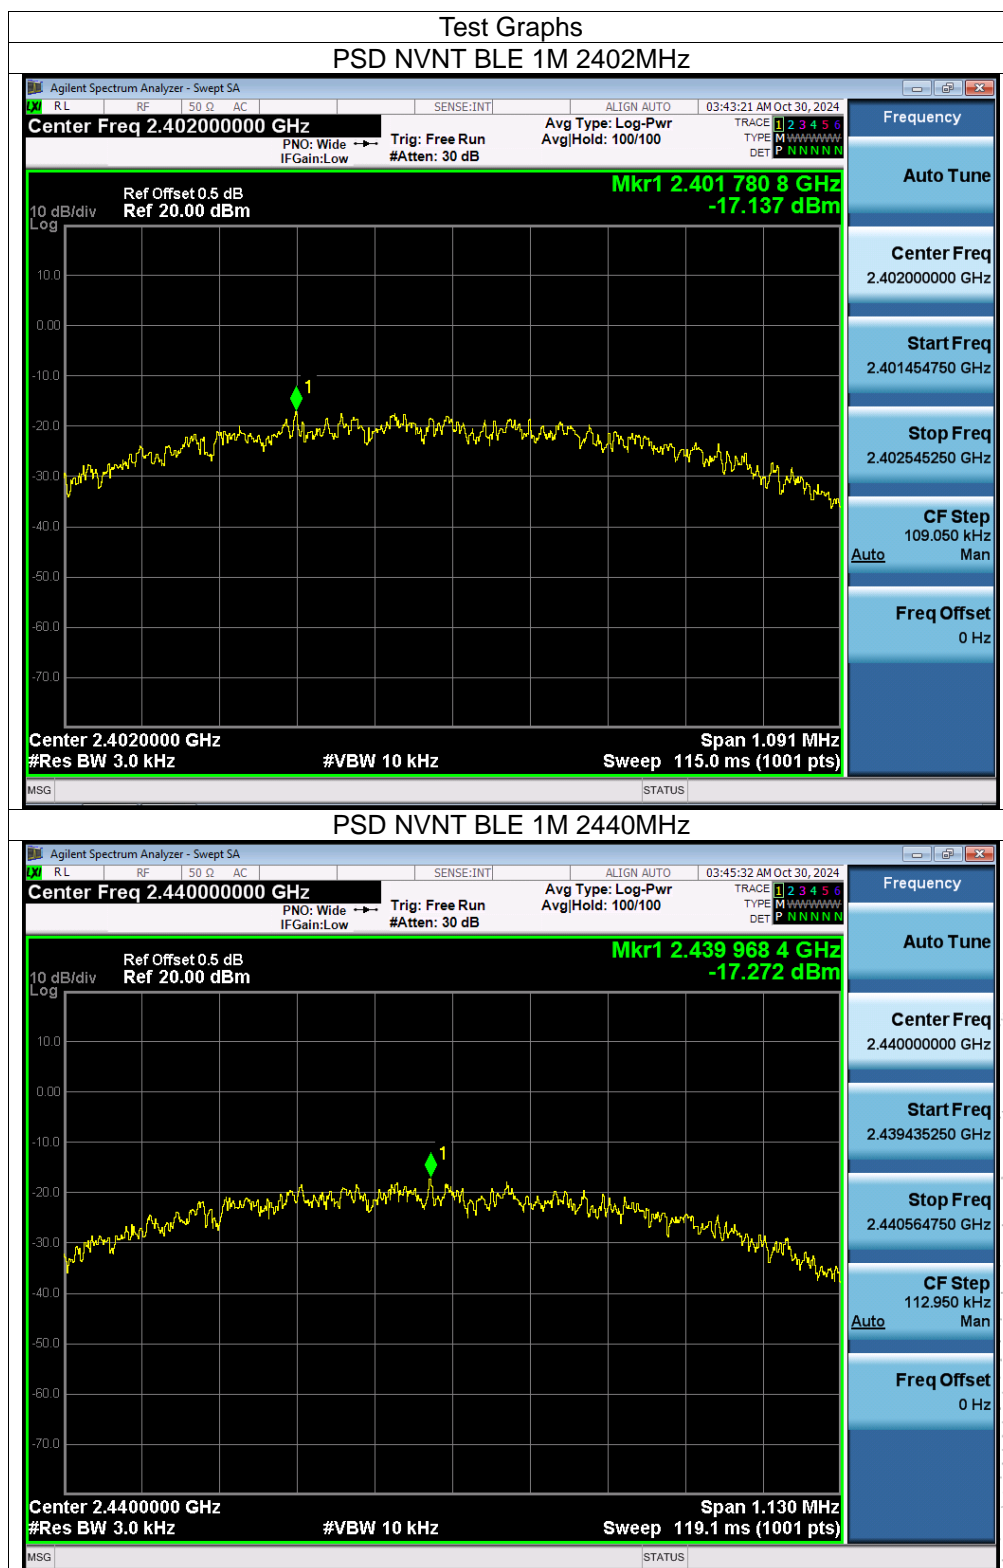 Test Graphs
PSD NVNT BLE 1M 2402MHz
Agilent Spectrum Analyzer - Swept SA
LXI RL RF 50 Ω AC SENSE:INT ALIGN AUTO 03:43:21 AM Oct 30, 2024
Center Freq 2.402000000 GHz
PNO: Wide
IFGain:Low
Trig: Free Run
#Atten: 30 dB
Avg Type: Log-Pwr
Avg|Hold: 100/100
TRACE 1 2 3 4 5 6
TYPE M W W W W W
DET P N N N N N
Frequency
Auto Tune
Center Freq
2.402000000 GHz
Start Freq
2.401454750 GHz
Stop Freq
2.402545250 GHz
CF Step
109.050 kHz
Auto Man
Freq Offset
0 Hz
Mkr1 2.401 780 8 GHz
-17.137 dBm
Ref Offset 0.5 dB
10 dB/div Ref 20.00 dBm
Log
10.0
0.00
-10.0
1
-20.0
-30.0
-40.0
-50.0
-60.0
-70.0
Center 2.4020000 GHz Span 1.091 MHz
#Res BW 3.0 kHz #VBW 10 kHz Sweep 115.0 ms (1001 pts)
MSG STATUS
PSD NVNT BLE 1M 2440MHz
Agilent Spectrum Analyzer - Swept SA
LXI RL RF 50 Ω AC SENSE:INT ALIGN AUTO 03:45:32 AM Oct 30, 2024
Center Freq 2.440000000 GHz
PNO: Wide
IFGain:Low
Trig: Free Run
#Atten: 30 dB
Avg Type: Log-Pwr
Avg|Hold: 100/100
TRACE 1 2 3 4 5 6
TYPE M W W W W W
DET P N N N N N
Frequency
Auto Tune
Center Freq
2.440000000 GHz
Start Freq
2.439435250 GHz
Stop Freq
2.440564750 GHz
CF Step
112.950 kHz
Auto Man
Freq Offset
0 Hz
Mkr1 2.439 968 4 GHz
-17.272 dBm
Ref Offset 0.5 dB
10 dB/div Ref 20.00 dBm
Log
10.0
0.00
-10.0
1
-20.0
-30.0
-40.0
-50.0
-60.0
-70.0
Center 2.4400000 GHz Span 1.130 MHz
#Res BW 3.0 kHz #VBW 10 kHz Sweep 119.1 ms (1001 pts)
MSG STATUS